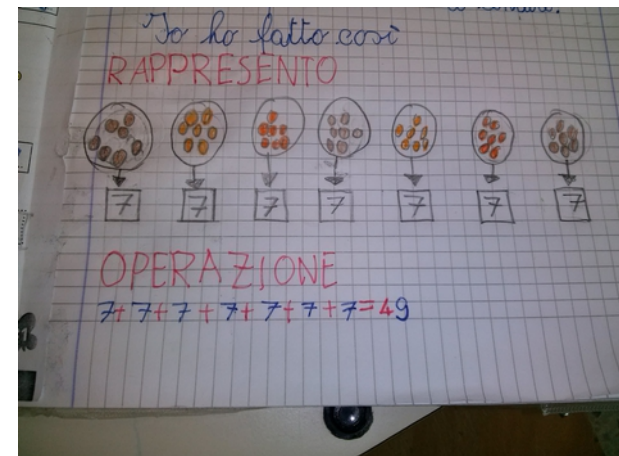 Io ho fatto così
RAPPRESENTO
7 7 7 7 7 7 7
OPERAZIONE
7+7+7+7+7+7+7=49